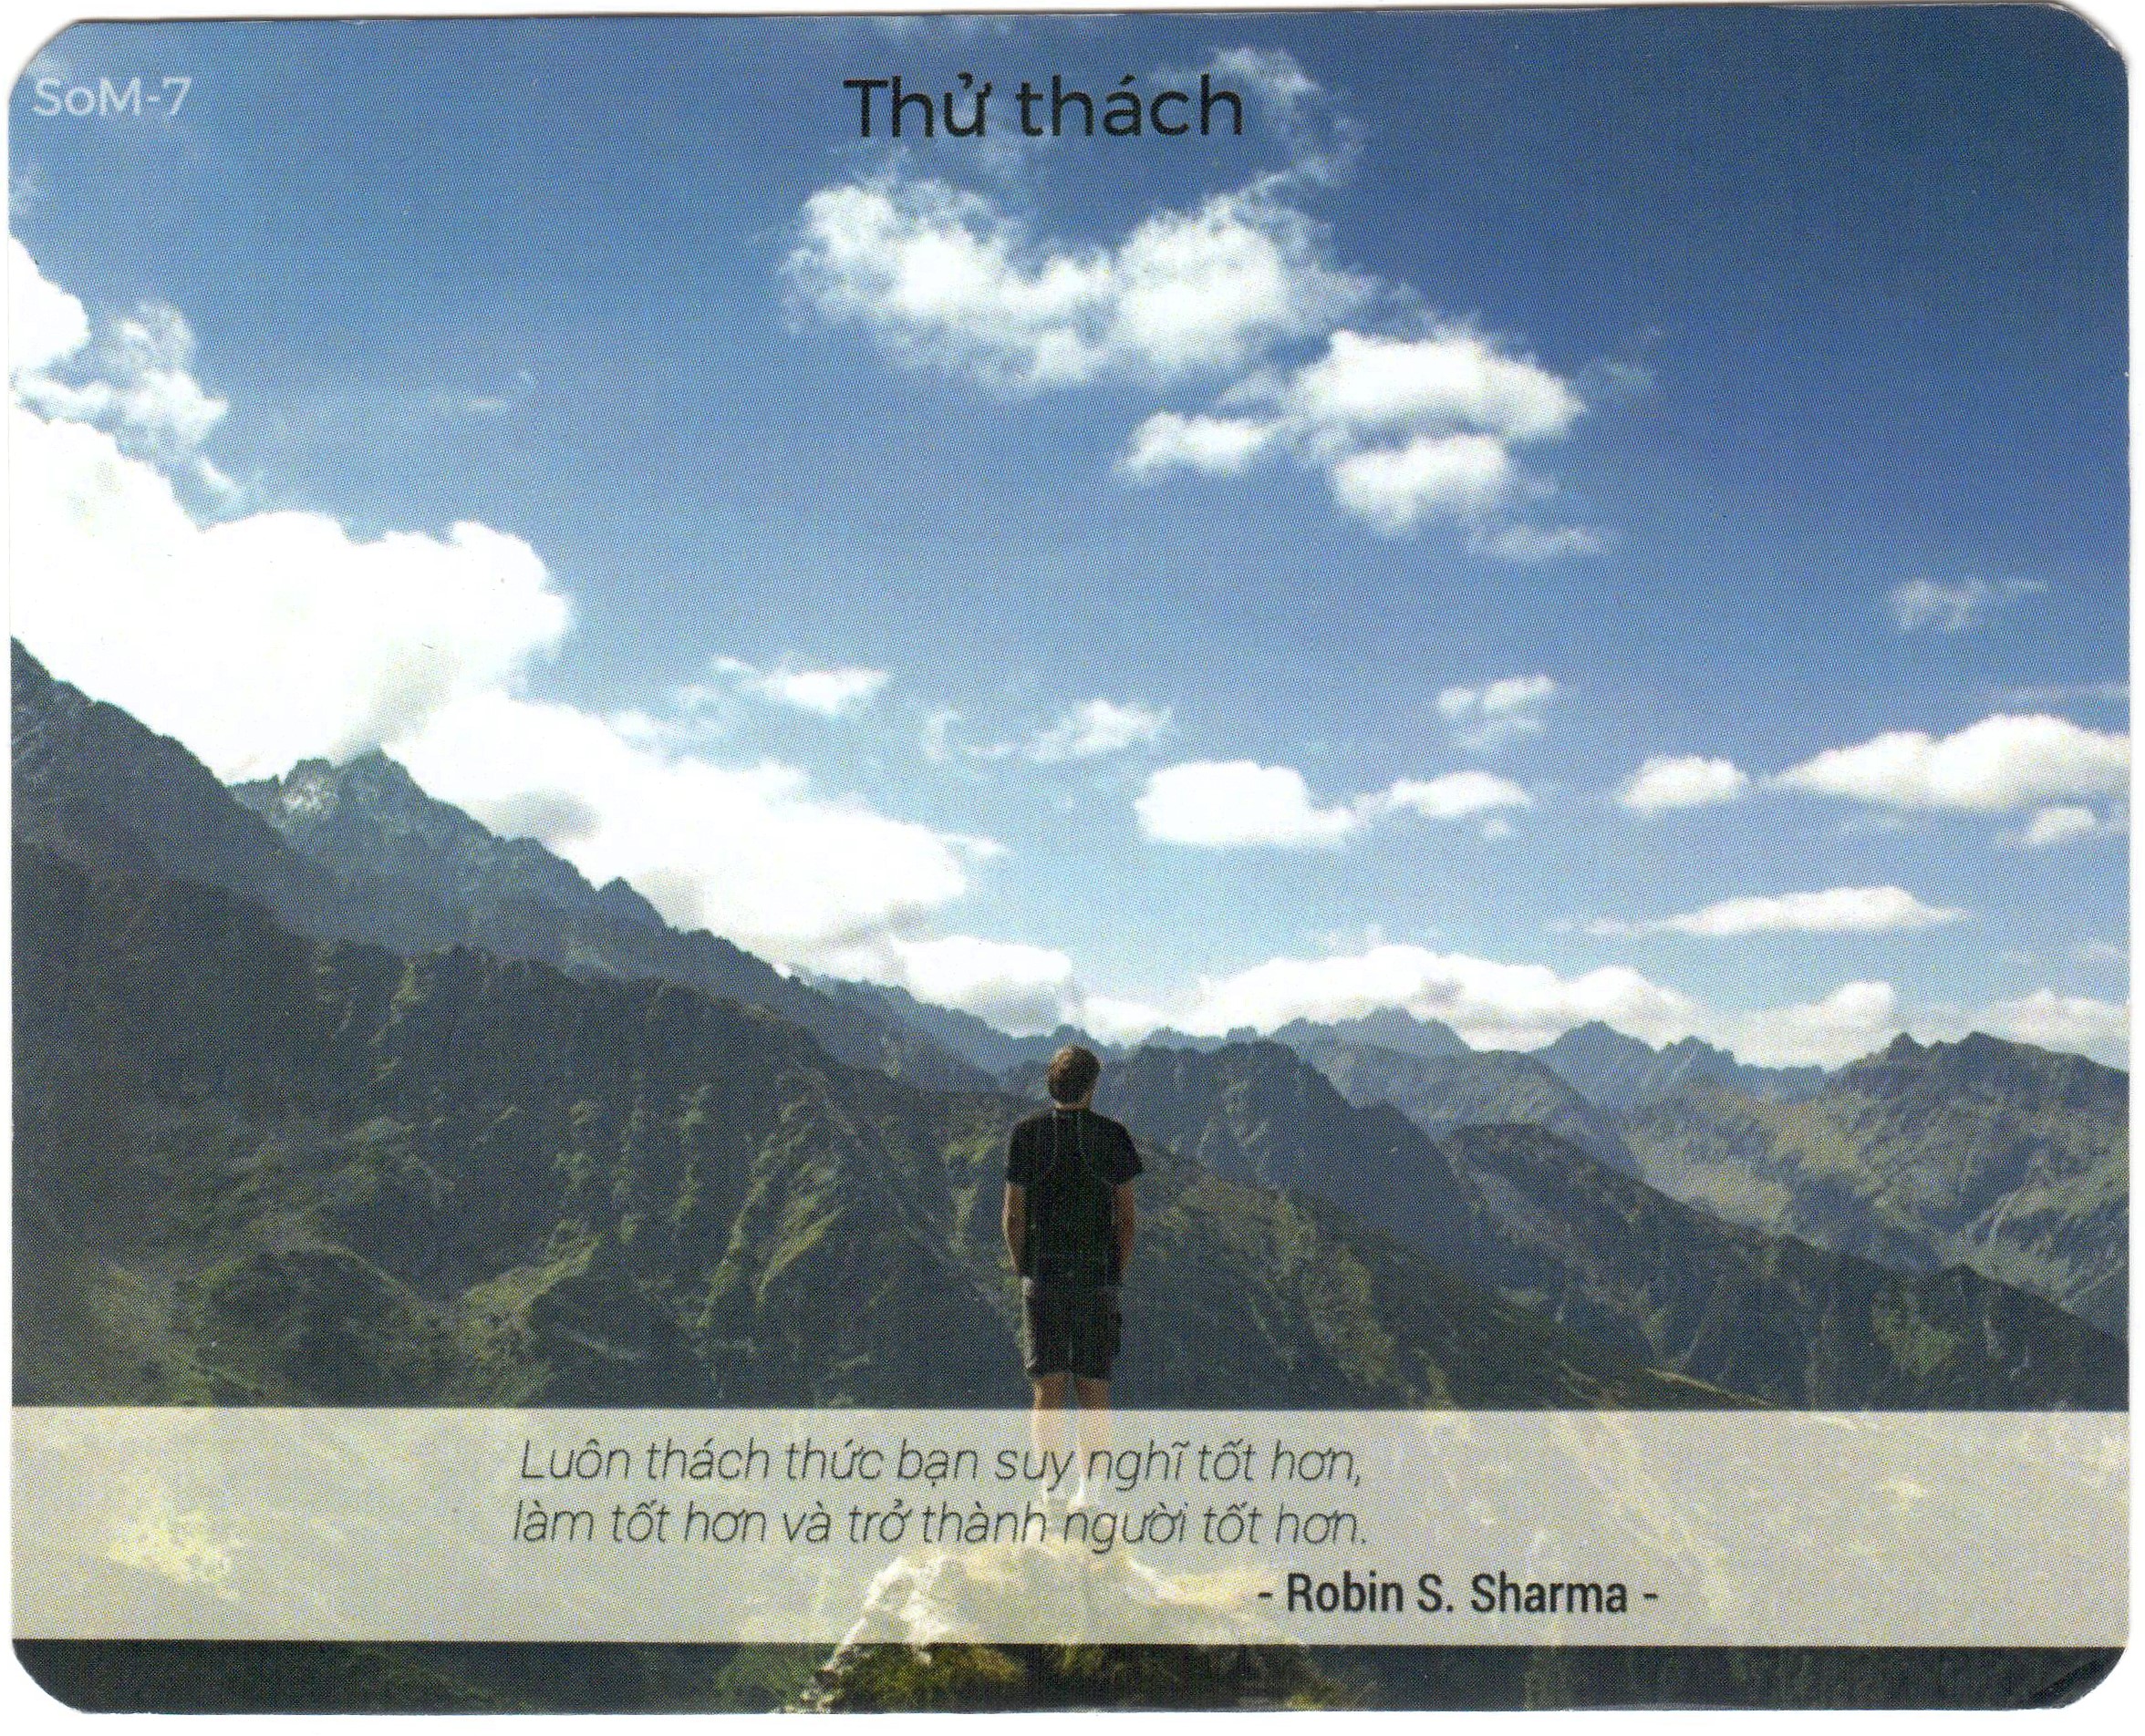 SoM-7
Thử thách
Luôn thách thức bạn suy nghĩ tốt hơn,
làm tốt hơn và trở thành người tốt hơn.
- Robin S. Sharma -